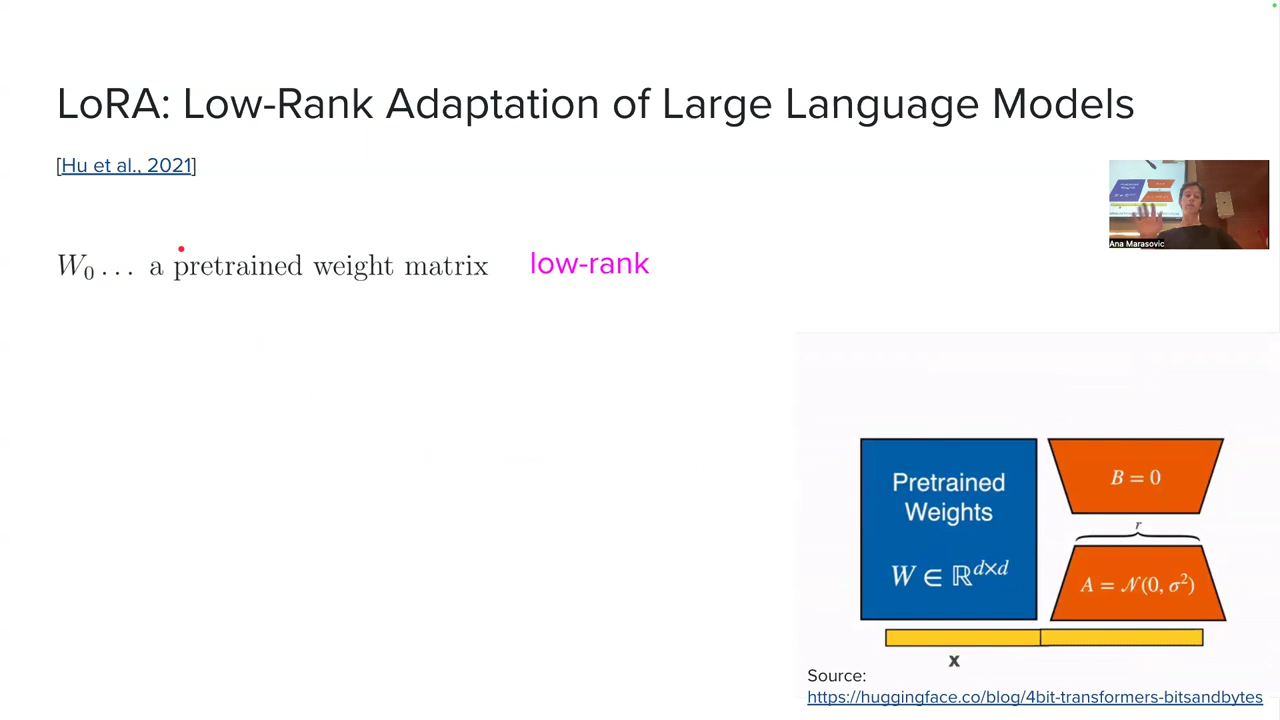 LoRA: Low-Rank Adaptation of Large Language Models
[Hu et al., 2021]
Ana Marasovic
W₀ ... a pretrained weight matrix low-rank
Pretrained
Weights
W ∈ ℝᵈˣᵈ
B = 0
r
A = 𝒩(0, σ²)
x
Source:
https://huggingface.co/blog/4bit-transformers-bitsandbytes